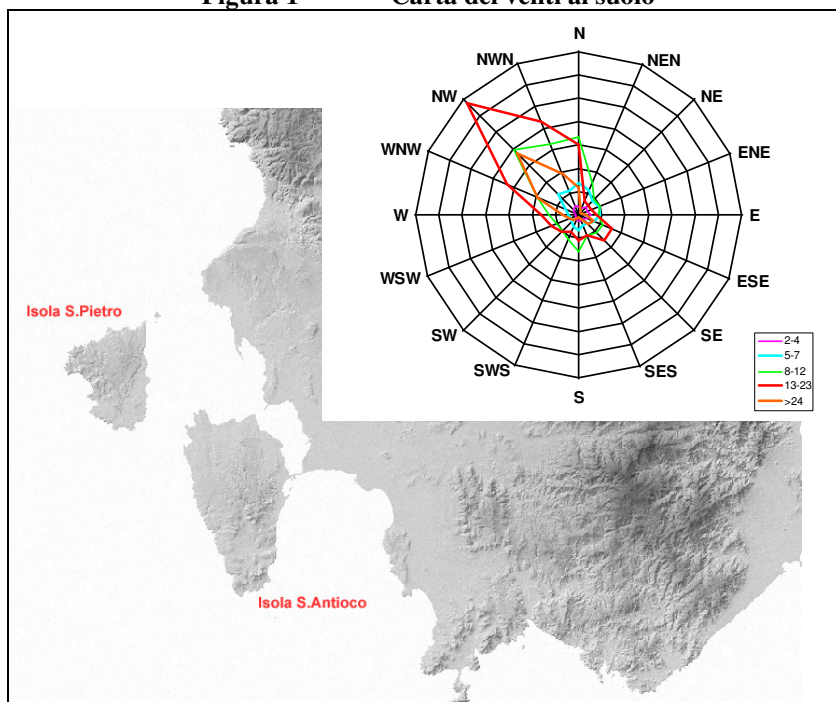 Figura 1 Carta dei venti al suolo
N
NWN NEN
NW NE
WNW ENE
W E
WSW ESE
SW SE
SWS SES
S
Isola S.Pietro
2-4
5-7
8-12
13-23
>24
Isola S.Antioco